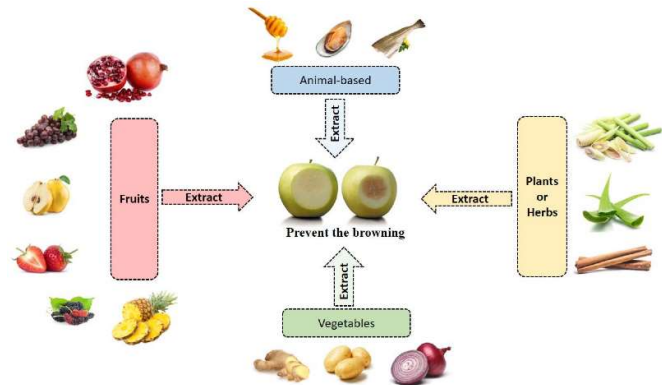 Animal-based
Extract
Fruits
Extract
Prevent the browning
Extract
Plants
or
Herbs
Extract
Vegetables